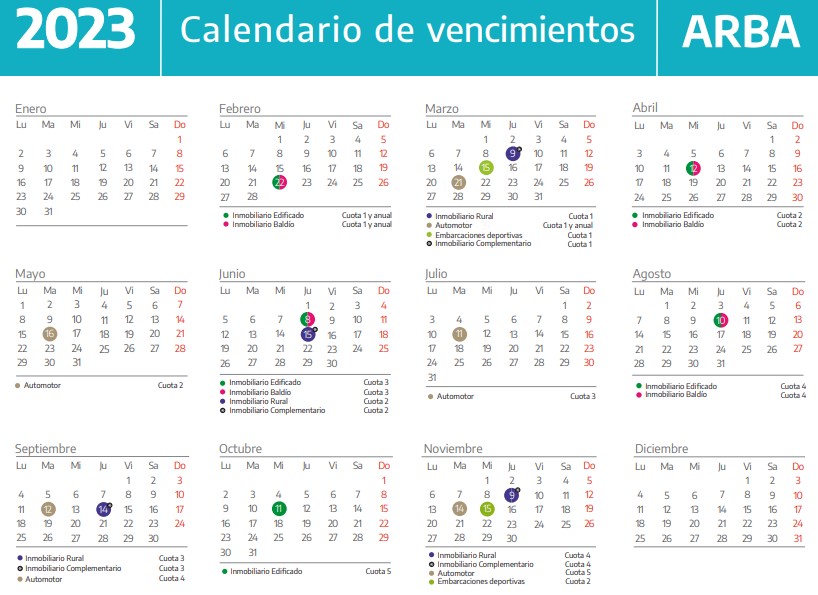 2023
Calendario de vencimientos
ARBA
Enero
Lu Ma Mi Ju Vi Sa Do
1
2 3 4 5 6 7 8
9 10 11 12 13 14 15
16 17 18 19 20 21 22
23 24 25 26 27 28 29
30 31
Febrero
Lu Ma Mi Ju Vi Sa Do
1 2 3 4 5
6 7 8 9 10 11 12
13 14 15 16 17 18 19
20 21 22 23 24 25 26
27 28
Inmobiliario Edificado Cuota 1 y anual
Inmobiliario Baldío Cuota 1 y anual
Marzo
Lu Ma Mi Ju Vi Sa Do
1 2 3 4 5
6 7 8 9 10 11 12
13 14 15 16 17 18 19
20 21 22 23 24 25 26
27 28 29 30 31
Inmobiliario Rural Cuota 1
Automotor Cuota 1 y anual
Embarcaciones deportivas Cuota 1
Inmobiliario Complementario Cuota 1
Abril
Lu Ma Mi Ju Vi Sa Do
1 2
3 4 5 6 7 8 9
10 11 12 13 14 15 16
17 18 19 20 21 22 23
24 25 26 27 28 29 30
Inmobiliario Edificado Cuota 2
Inmobiliario Baldío Cuota 2
Mayo
Lu Ma Mi Ju Vi Sa Do
1 2 3 4 5 6 7
8 9 10 11 12 13 14
15 16 17 18 19 20 21
22 23 24 25 26 27 28
29 30 31
Automotor Cuota 2
Junio
Lu Ma Mi Ju Vi Sa Do
1 2 3 4
5 6 7 8 9 10 11
12 13 14 15 16 17 18
19 20 21 22 23 24 25
26 27 28 29 30
Inmobiliario Edificado Cuota 3
Inmobiliario Baldío Cuota 3
Inmobiliario Rural Cuota 2
Inmobiliario Complementario Cuota 2
Julio
Lu Ma Mi Ju Vi Sa Do
1 2
3 4 5 6 7 8 9
10 11 12 13 14 15 16
17 18 19 20 21 22 23
24 25 26 27 28 29 30
31
Automotor Cuota 3
Agosto
Lu Ma Mi Ju Vi Sa Do
1 2 3 4 5 6
7 8 9 10 11 12 13
14 15 16 17 18 19 20
21 22 23 24 25 26 27
28 29 30 31
Inmobiliario Edificado Cuota 4
Inmobiliario Baldío Cuota 4
Septiembre
Lu Ma Mi Ju Vi Sa Do
1 2 3
4 5 6 7 8 9 10
11 12 13 14 15 16 17
18 19 20 21 22 23 24
25 26 27 28 29 30
Inmobiliario Rural Cuota 3
Inmobiliario Complementario Cuota 3
Automotor Cuota 4
Octubre
Lu Ma Mi Ju Vi Sa Do
1
2 3 4 5 6 7 8
9 10 11 12 13 14 15
16 17 18 19 20 21 22
23 24 25 26 27 28 29
30 31
Inmobiliario Edificado Cuota 5
Noviembre
Lu Ma Mi Ju Vi Sa Do
1 2 3 4 5
6 7 8 9 10 11 12
13 14 15 16 17 18 19
20 21 22 23 24 25 26
27 28 29 30
Inmobiliario Rural Cuota 4
Inmobiliario Complementario Cuota 4
Automotor Cuota 5
Embarcaciones deportivas Cuota 2
Diciembre
Lu Ma Mi Ju Vi Sa Do
1 2 3
4 5 6 7 8 9 10
11 12 13 14 15 16 17
18 19 20 21 22 23 24
25 26 27 28 29 30 31